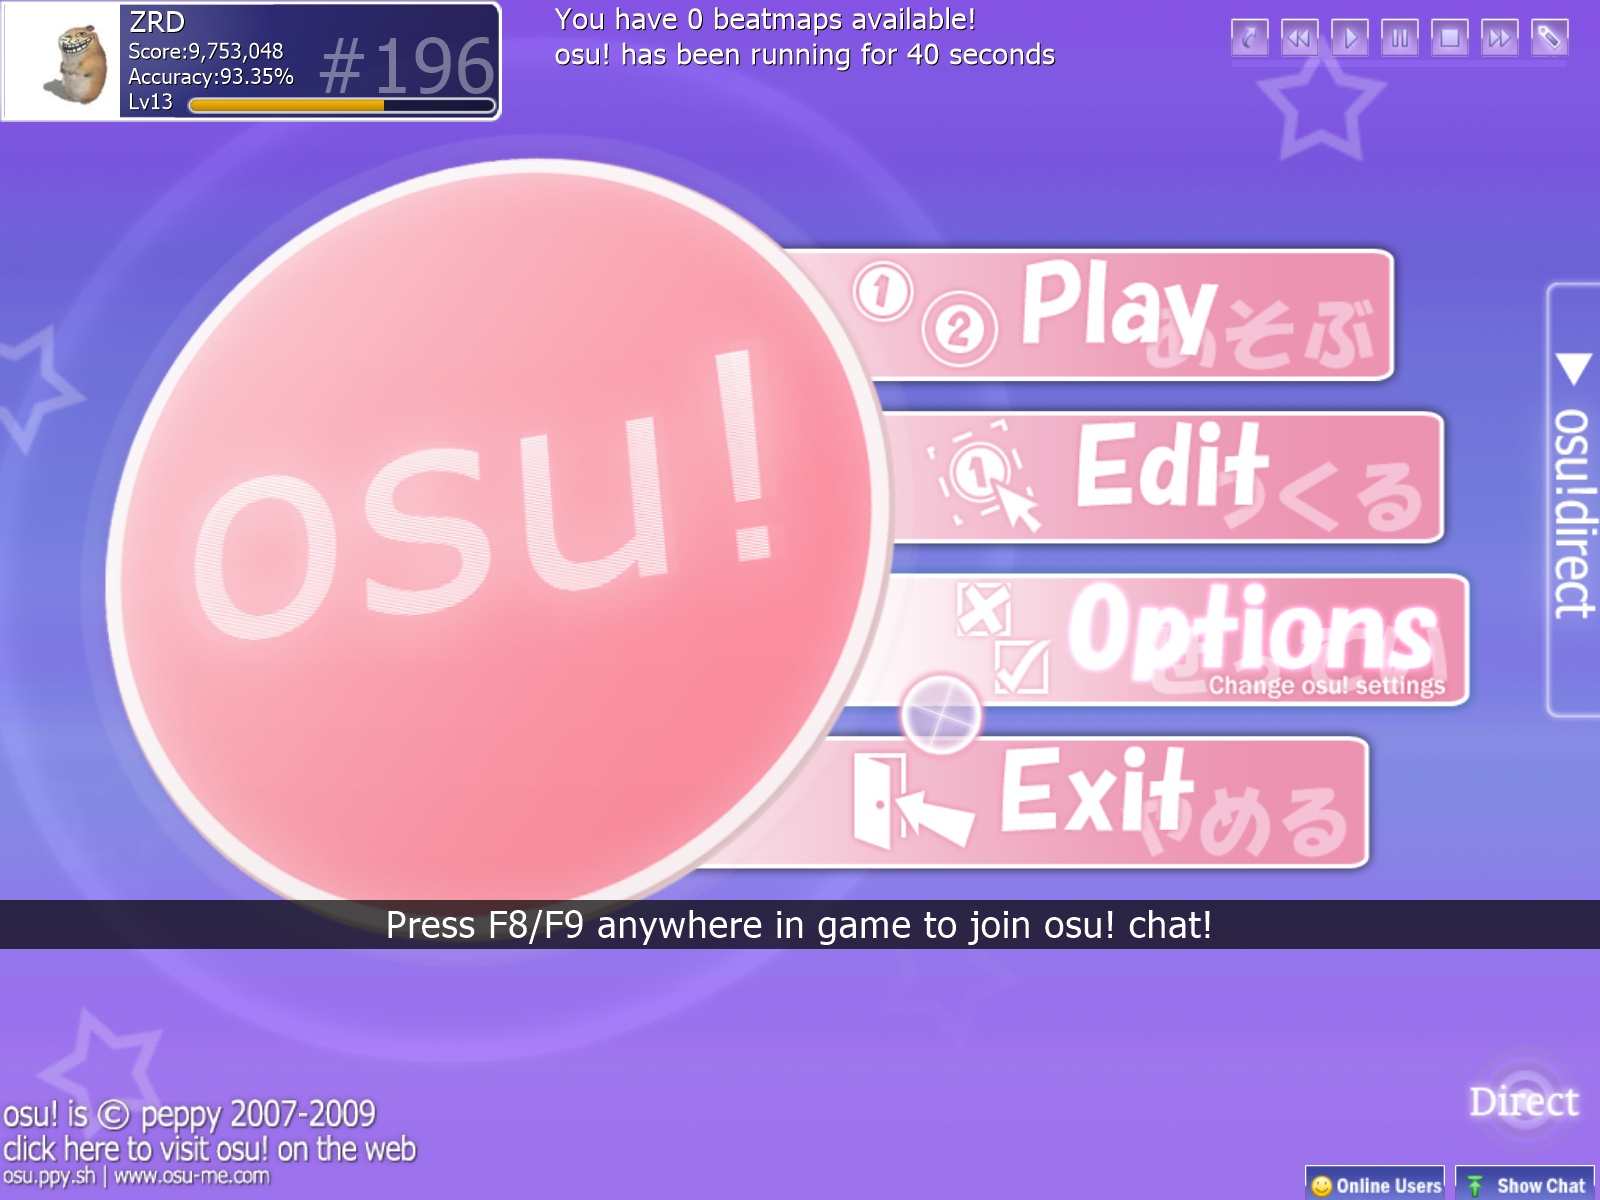 ZRD
Score:9,753,048
Accuracy:93.35%
Lv13
#196
You have 0 beatmaps available!
osu! has been running for 40 seconds
osu!
1
2
Play
あそぶ
1
Edit
つくる
Options
Change osu! settings
Exit
やめる
osu!direct
Press F8/F9 anywhere in game to join osu! chat!
osu! is © peppy 2007-2009
click here to visit osu! on the web
osu.ppy.sh | www.osu-me.com
Direct
Online Users
Show Chat